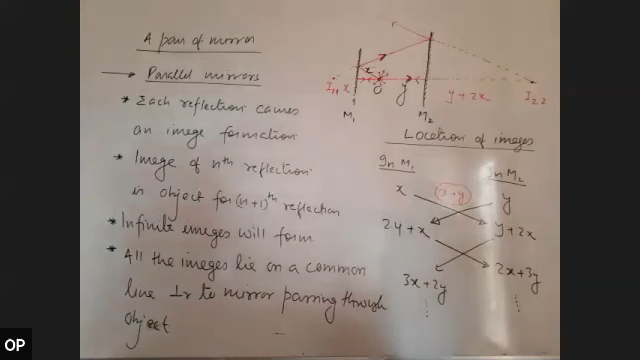 A pair of mirror
→ Parallel mirrors
* Each reflection causes
an image formation
* Image of nth reflection
is object for (n+1)th reflection
* Infinite images will form
* All the images lie on a common
line ⊥r to mirror passing through
object
r
I₁,₁ x
x
O
y
y+2x
I₂,2
M₁
M₂
Location of images
In M₁
In M₂
x
x+y
y
2y+x
y+2x
3x+2y
2x+3y
OP